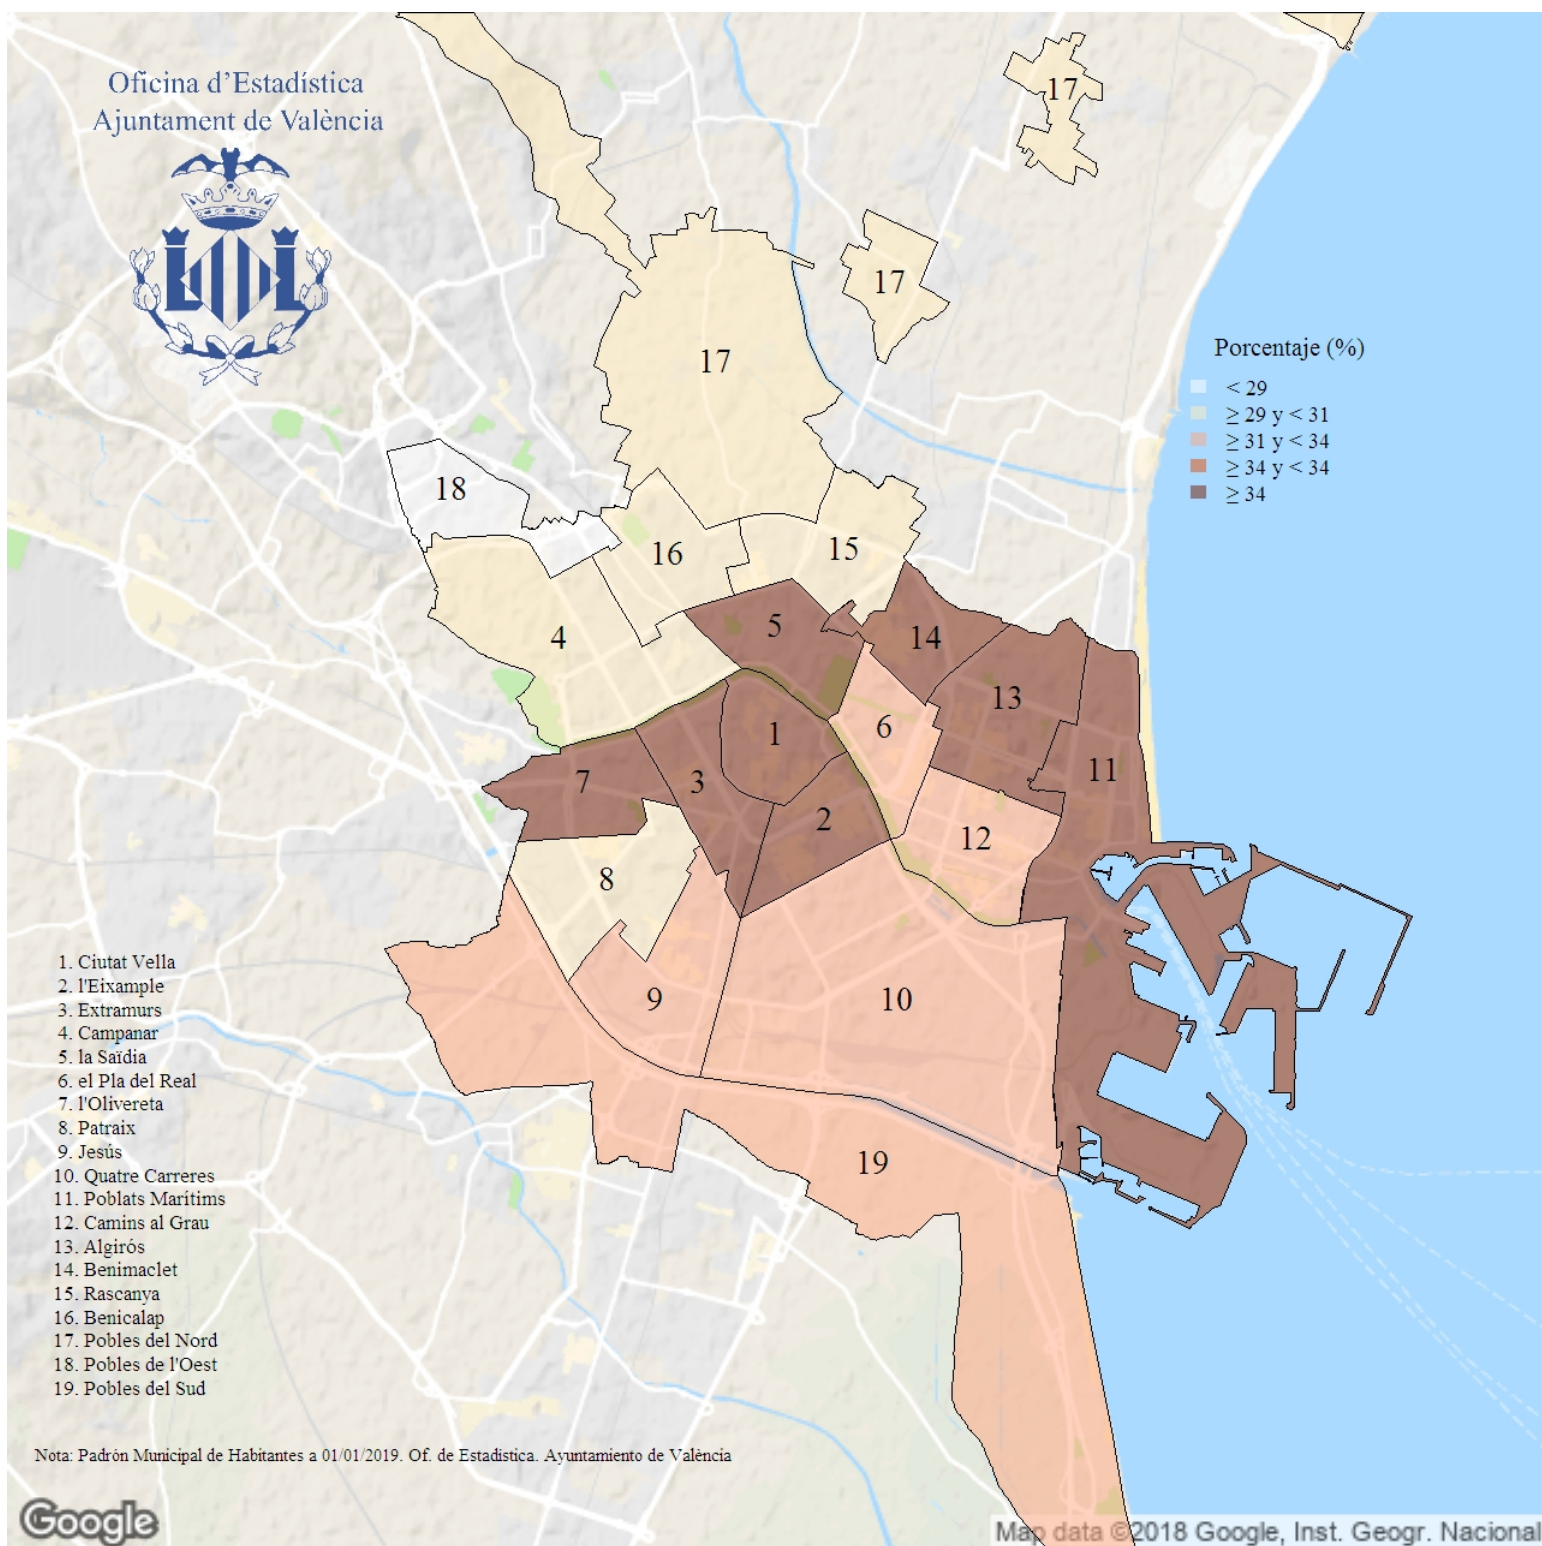 Oficina d'Estadística
Ajuntament de València
17
17
17
Porcentaje (%)
< 29
≥ 29 y < 31
≥ 31 y < 34
≥ 34 y < 34
≥ 34
18
16
15
4
5
14
13
6
1
11
7
3
2
12
8
9
10
19
1. Ciutat Vella
2. l'Eixample
3. Extramurs
4. Campanar
5. la Saïdia
6. el Pla del Real
7. l'Olivereta
8. Patraix
9. Jesús
10. Quatre Carreres
11. Poblats Marítims
12. Camins al Grau
13. Algirós
14. Benimaclet
15. Rascanya
16. Benicalap
17. Pobles del Nord
18. Pobles de l'Oest
19. Pobles del Sud
Nota: Padrón Municipal de Habitantes a 01/01/2019. Of. de Estadística. Ayuntamiento de València
Google
Map data ©2018 Google, Inst. Geogr. Nacional